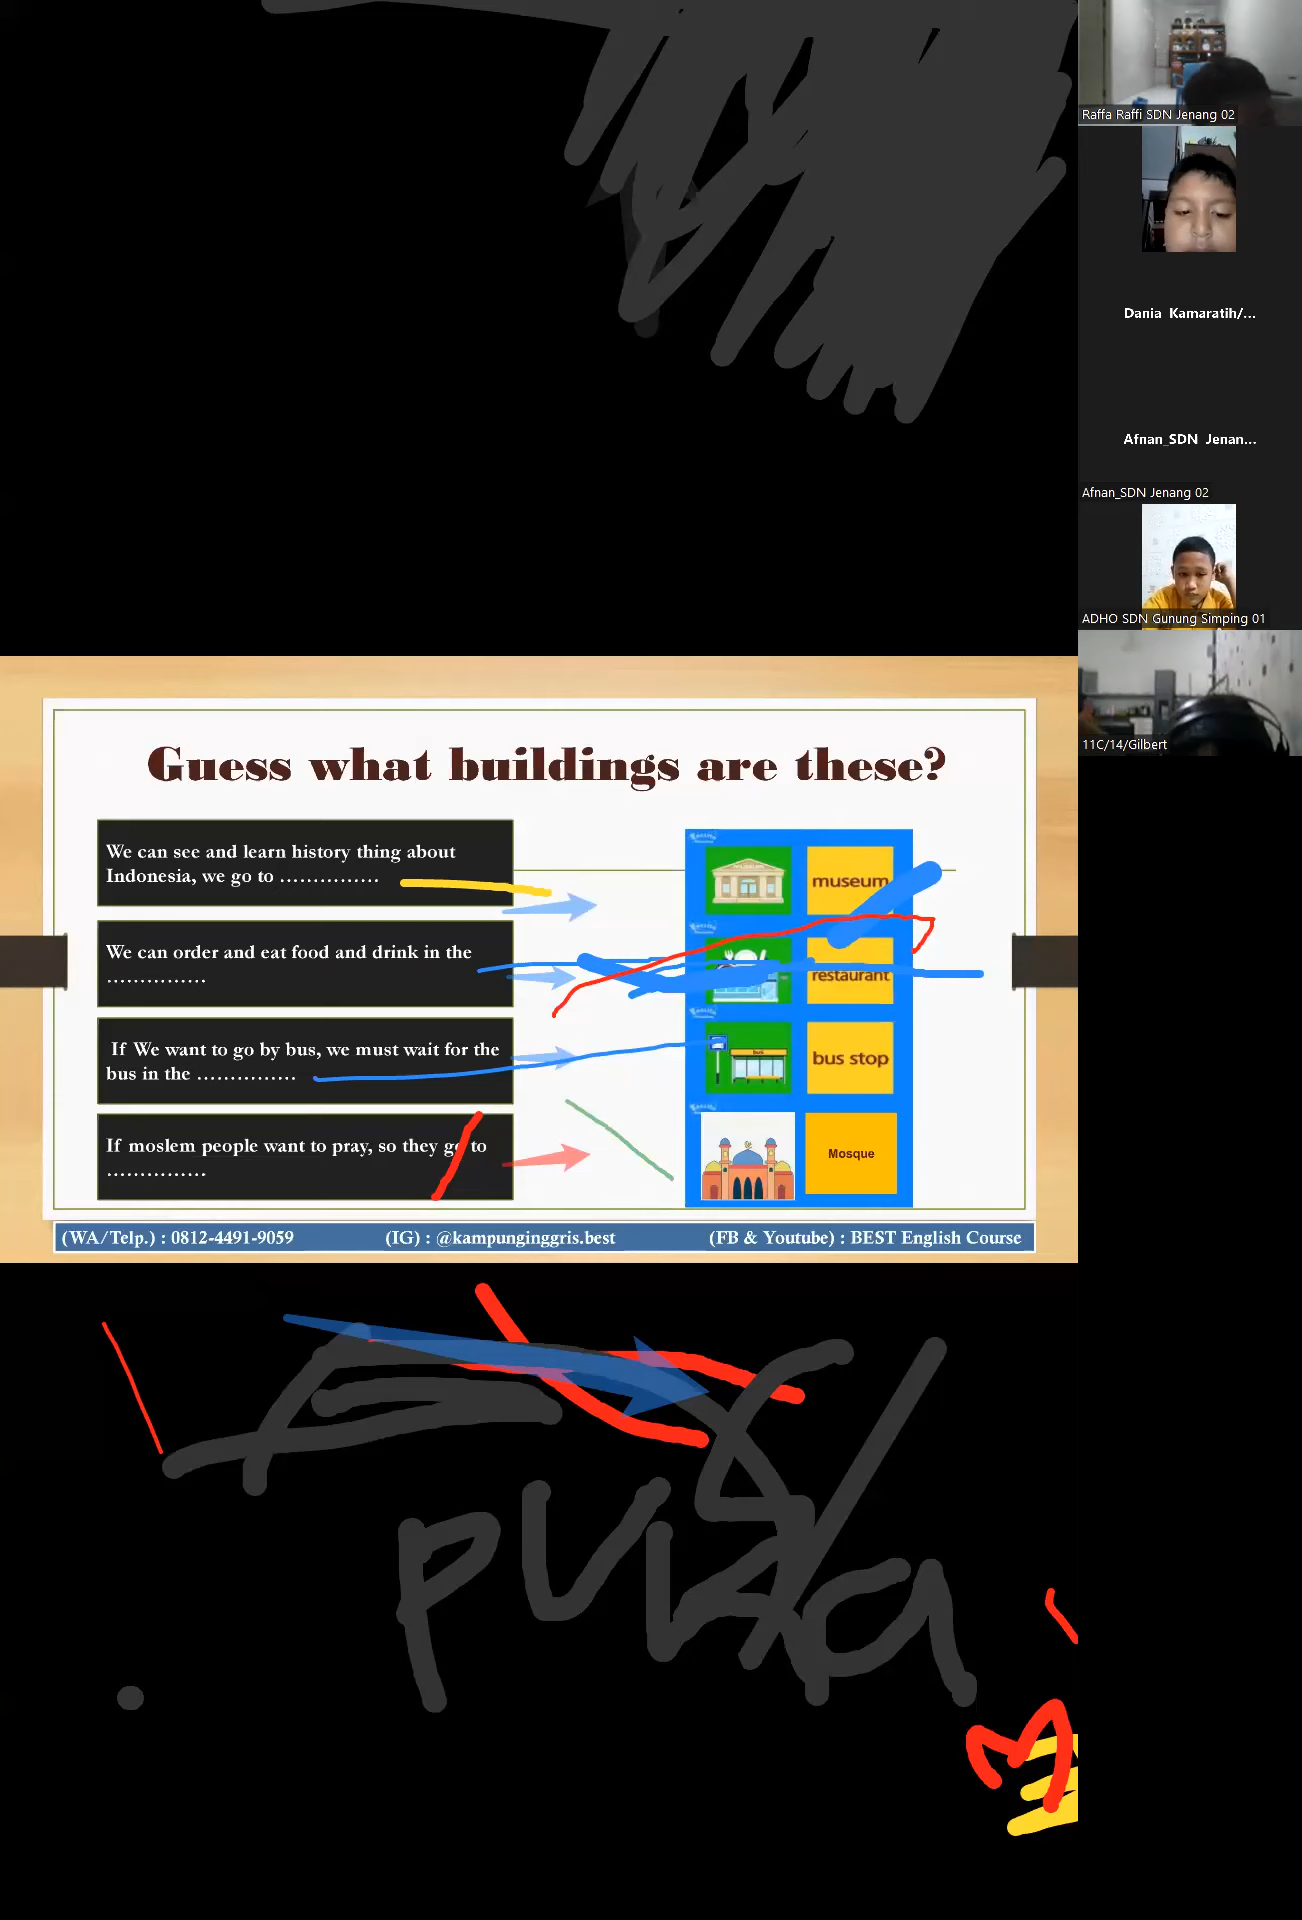 Raffa Raffi SDN Jenang 02
Dania Kamaratih/...
Afnan_SDN Jenan...
Afnan_SDN Jenang 02
ADHO SDN Gunung Simping 01
11C/14/Gilbert
Guess what buildings are these?
We can see and learn history thing about
Indonesia, we go to ……………
We can order and eat food and drink in the
……………
If We want to go by bus, we must wait for the
bus in the ……………
If moslem people want to pray, so they go to
……………
museum
restaurant
bus stop
Mosque
(WA/Telp.) : 0812-4491-9059 (IG) : @kampunginggris.best (FB & Youtube) : BEST English Course